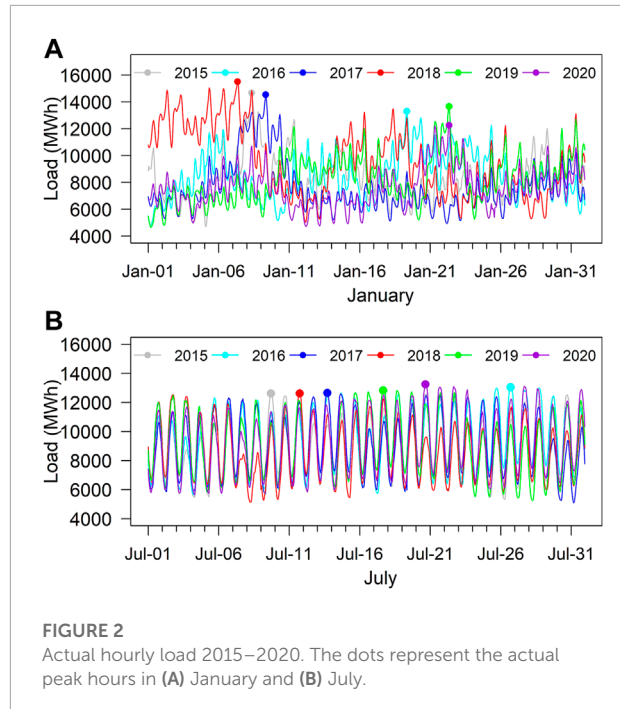 A
2015 2016 2017 2018 2019 2020
16000
14000
12000
10000
8000
6000
4000
Load (MWh)
Jan-01 Jan-06 Jan-11 Jan-16 Jan-21 Jan-26 Jan-31
January
B
2015 2016 2017 2018 2019 2020
16000
14000
12000
10000
8000
6000
4000
Load (MWh)
Jul-01 Jul-06 Jul-11 Jul-16 Jul-21 Jul-26 Jul-31
July
FIGURE 2
Actual hourly load 2015–2020. The dots represent the actual
peak hours in (A) January and (B) July.